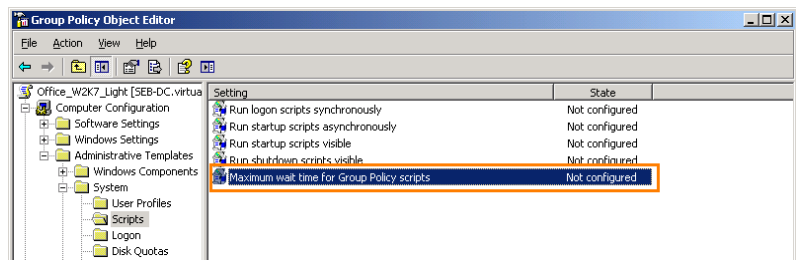 Group Policy Object Editor
File Action View Help
Office_W2K7_Light [SEB-DC.virtua
Computer Configuration
Software Settings
Windows Settings
Administrative Templates
Windows Components
System
User Profiles
Scripts
Logon
Disk Quotas
Setting State
Run logon scripts synchronously Not configured
Run startup scripts asynchronously Not configured
Run startup scripts visible Not configured
Run shutdown scripts visible Not configured
Maximum wait time for Group Policy scripts Not configured